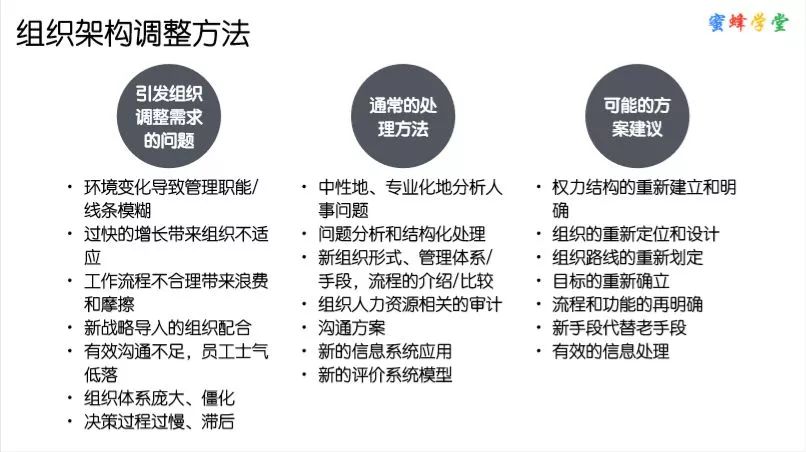 组织架构调整方法
蜜蜂学堂
引发组织
调整需求
的问题
环境变化导致管理职能/
线条模糊
过快的增长带来组织不适
应
工作流程不合理带来浪费
和摩擦
新战略导入的组织配合
有效沟通不足，员工士气
低落
组织体系庞大、僵化
决策过程过慢、滞后
通常的处
理方法
中性地、专业化地分析人
事问题
问题分析和结构化处理
新组织形式、管理体系/
手段，流程的介绍/比较
组织人力资源相关的审计
沟通方案
新的信息系统应用
新的评价系统模型
可能的方
案建议
权力结构的重新建立和明
确
组织的重新定位和设计
组织路线的重新划定
目标的重新确立
流程和功能的再明确
新手段代替老手段
有效的信息处理